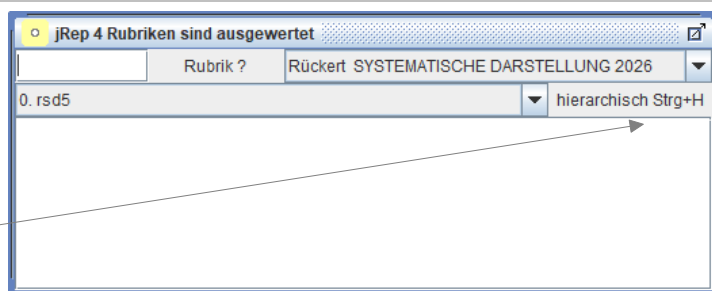 jRep 4 Rubriken sind ausgewertet
Rubrik ? Rückert SYSTEMATISCHE DARSTELLUNG 2026
0. rsd5 hierarchisch Strg+H